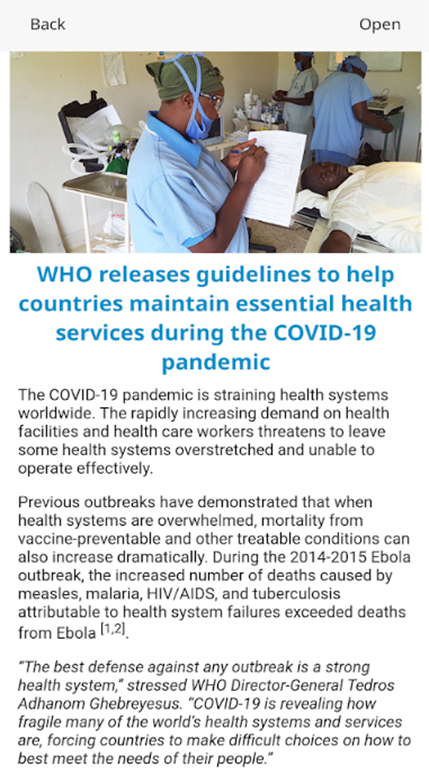 Back
Open
WHO releases guidelines to help
countries maintain essential health
services during the COVID-19
pandemic
The COVID-19 pandemic is straining health systems
worldwide. The rapidly increasing demand on health
facilities and health care workers threatens to leave
some health systems overstretched and unable to
operate effectively.
Previous outbreaks have demonstrated that when
health systems are overwhelmed, mortality from
vaccine-preventable and other treatable conditions can
also increase dramatically. During the 2014-2015 Ebola
outbreak, the increased number of deaths caused by
measles, malaria, HIV/AIDS, and tuberculosis
attributable to health system failures exceeded deaths
from Ebola [1,2].
“The best defense against any outbreak is a strong
health system,” stressed WHO Director-General Tedros
Adhanom Ghebreyesus. “COVID-19 is revealing how
fragile many of the world’s health systems and services
are, forcing countries to make difficult choices on how to
best meet the needs of their people.”